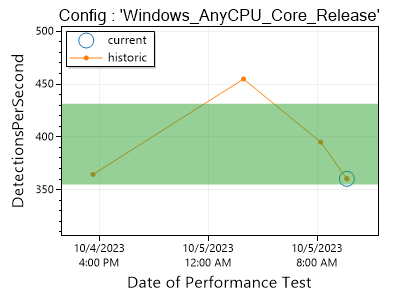 Config : 'Windows_AnyCPU_Core_Release'
current
historic
500
450
400
350
DetectionsPerSecond
10/4/2023 10/5/2023 10/5/2023
4:00 PM 12:00 AM 8:00 AM
Date of Performance Test